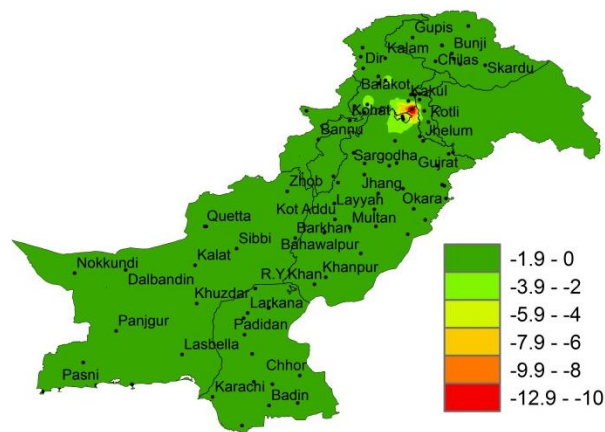 Gupis
Kalam
Bunji
Dir
Chilas
Skardu
Balakot
Kakul
Kotli
Bannu
Jhelum
Sargodha
Gujrat
Zhob
Jhang
Okara
Kot Addu
Layyah
Quetta
Multan
Barkhan
Sibbi
Bahawalpur
Nokkundi
Kalat
Dalbandin
R.Y.Khan
Khanpur
Khuzdar
Larkana
Panjgur
Padidan
Lasbella
Chhor
Pasni
Karachi
Badin
-1.9 - 0
-3.9 - -2
-5.9 - -4
-7.9 - -6
-9.9 - -8
-12.9 - -10